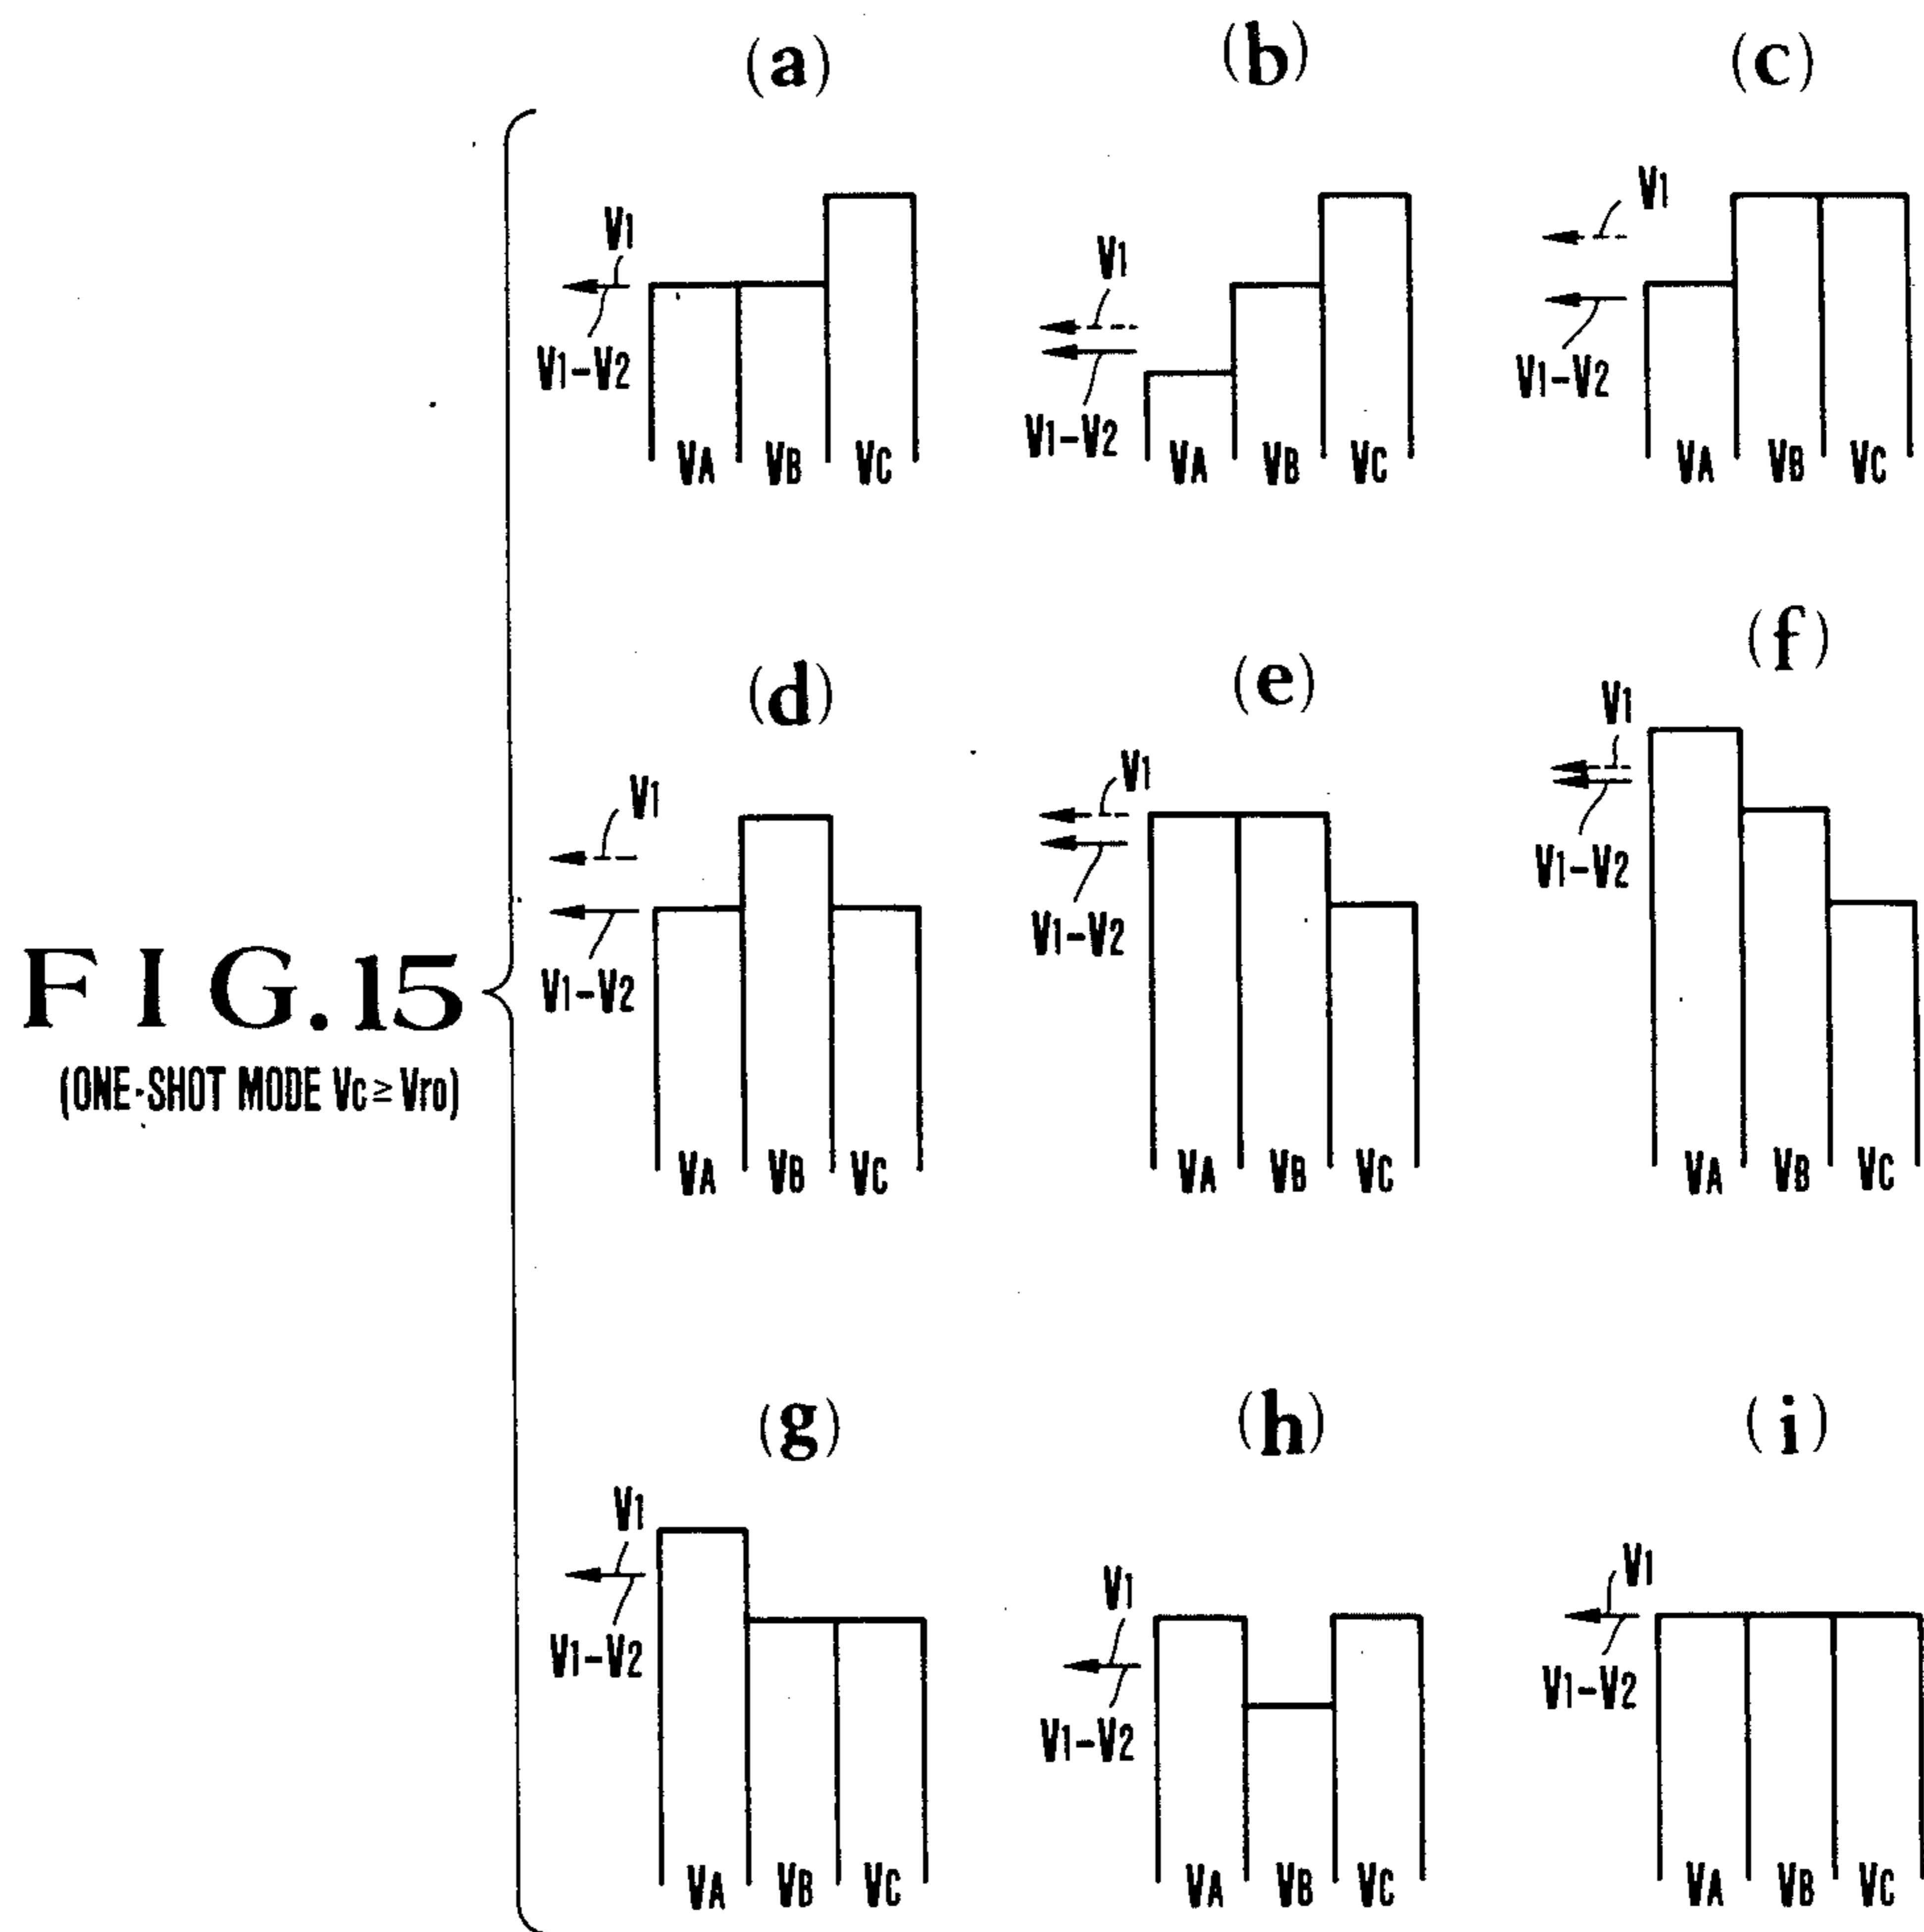 (a)
V1
V1-V2
VA VB VC
(b)
V1
V1-V2
VA VB VC
(c)
V1
V1-V2
VA VB VC
(d)
V1
V1-V2
VA VB VC
(e)
V1
V1-V2
VA VB VC
(f)
V1
V1-V2
VA VB VC
FIG.15
(ONE-SHOT MODE Vc ≥ Vro)
(g)
V1
V1-V2
VA VB VC
(h)
V1
V1-V2
VA VB VC
(i)
V1
V1-V2
VA VB VC